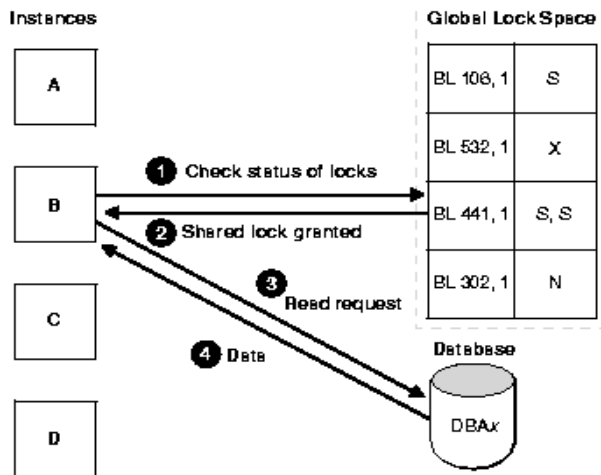 Instances
Global Lock Space
A
BL 106, 1 S
BL 532, 1 X
1 Check status of locks
B
BL 441, 1 S, S
2 Shared lock granted
3
Read request
BL 302, 1 N
C
4 Data
Database
DBAx
D